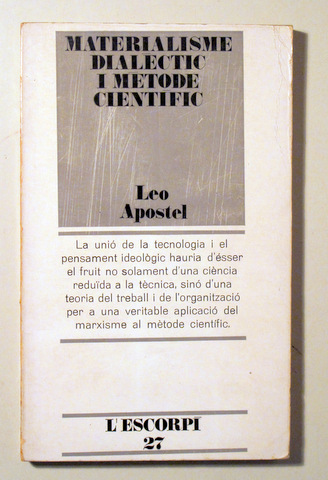 MATERIALISME
DIALECTIC
I METODE
CIENTIFIC
Leo
Apostel
La unió de la tecnologia i el
pensament ideològic hauria d'ésser
el fruit no solament d'una ciència
reduïda a la tècnica, sinó d'una
teoria del treball i de l'organització
per a una veritable aplicació del
marxisme al mètode científic.
L'ESCORPÍ
27